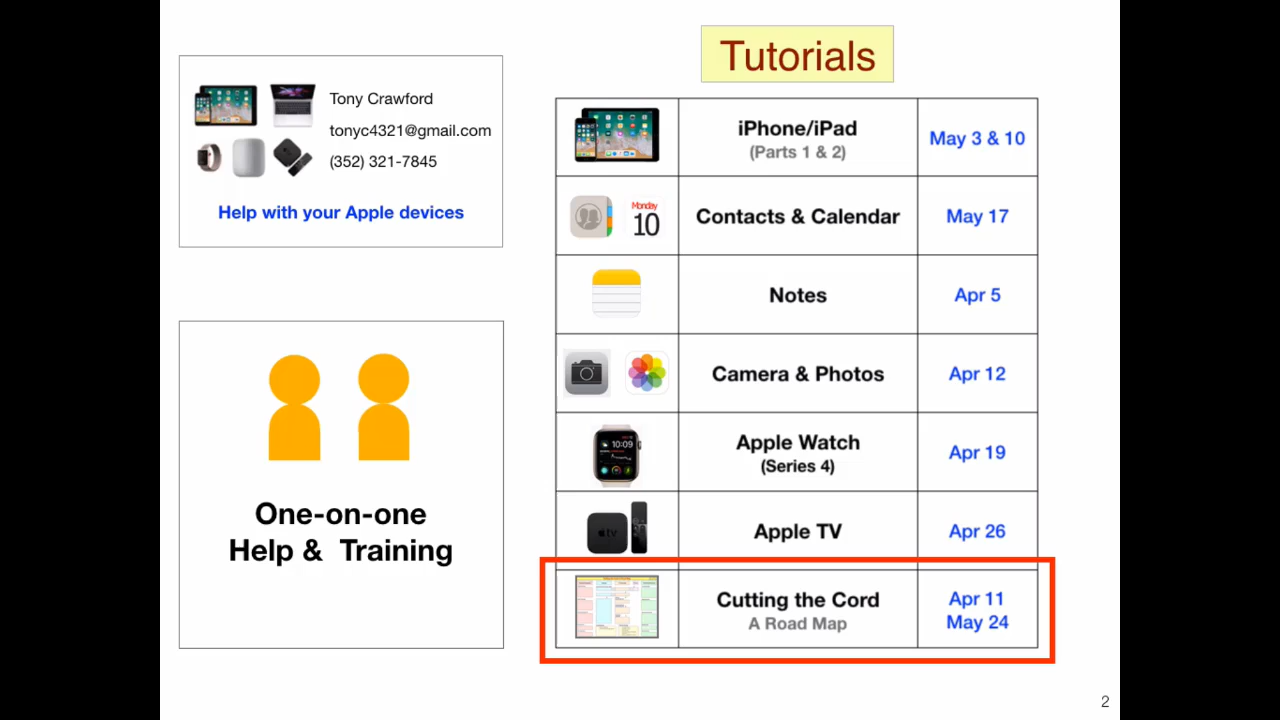 Tony Crawford
tonyc4321@gmail.com
(352) 321-7845
Help with your Apple devices
One-on-one
Help & Training
Tutorials
iPhone/iPad
(Parts 1 & 2)
May 3 & 10
Monday
10
Contacts & Calendar
May 17
Notes
Apr 5
Camera & Photos
Apr 12
10:09
Apple Watch
(Series 4)
Apr 19
tv
Apple TV
Apr 26
Cutting the Cord
A Road Map
Apr 11
May 24
2